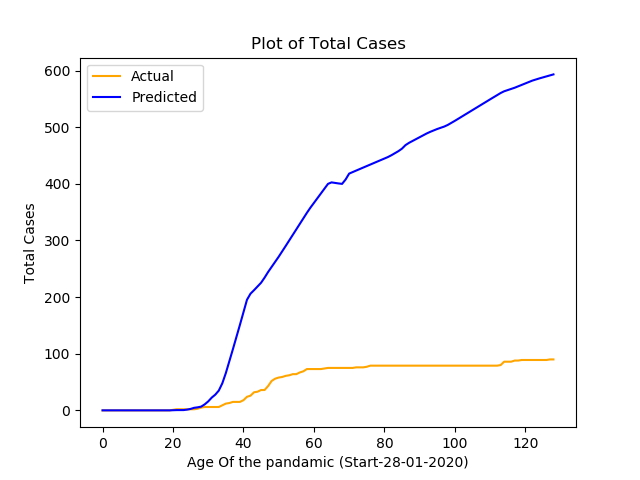 Plot of Total Cases
Actual
Predicted
600
500
400
300
200
100
0
Total Cases
0 20 40 60 80 100 120
Age Of the pandamic (Start-28-01-2020)